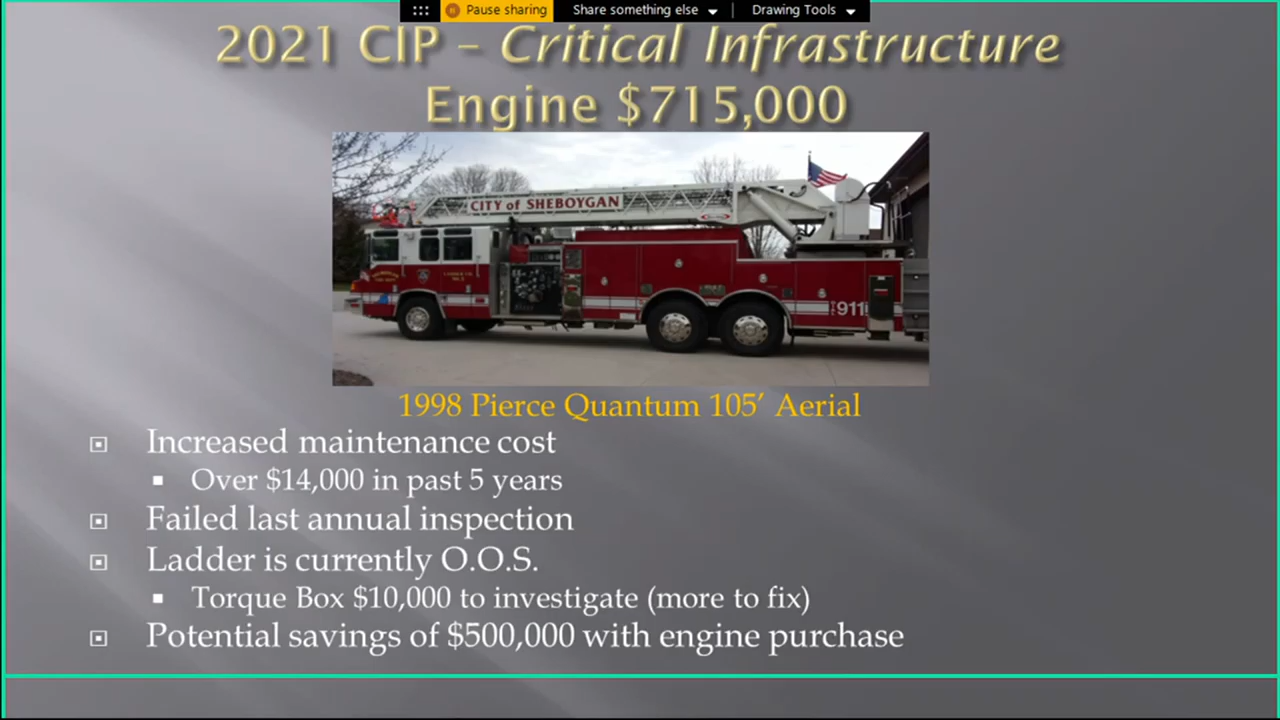 Pause sharing
Share something else
Drawing Tools
2021 CIP – Critical Infrastructure
Engine $715,000
CITY of SHEBOYGAN
911
1998 Pierce Quantum 105’ Aerial
Increased maintenance cost
Over $14,000 in past 5 years
Failed last annual inspection
Ladder is currently O.O.S.
Torque Box $10,000 to investigate (more to fix)
Potential savings of $500,000 with engine purchase